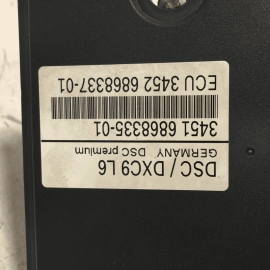 DSC / DXC9 L6
GERMANY DSC premium
3451 6868335-01
ECU 3452 6868337-01